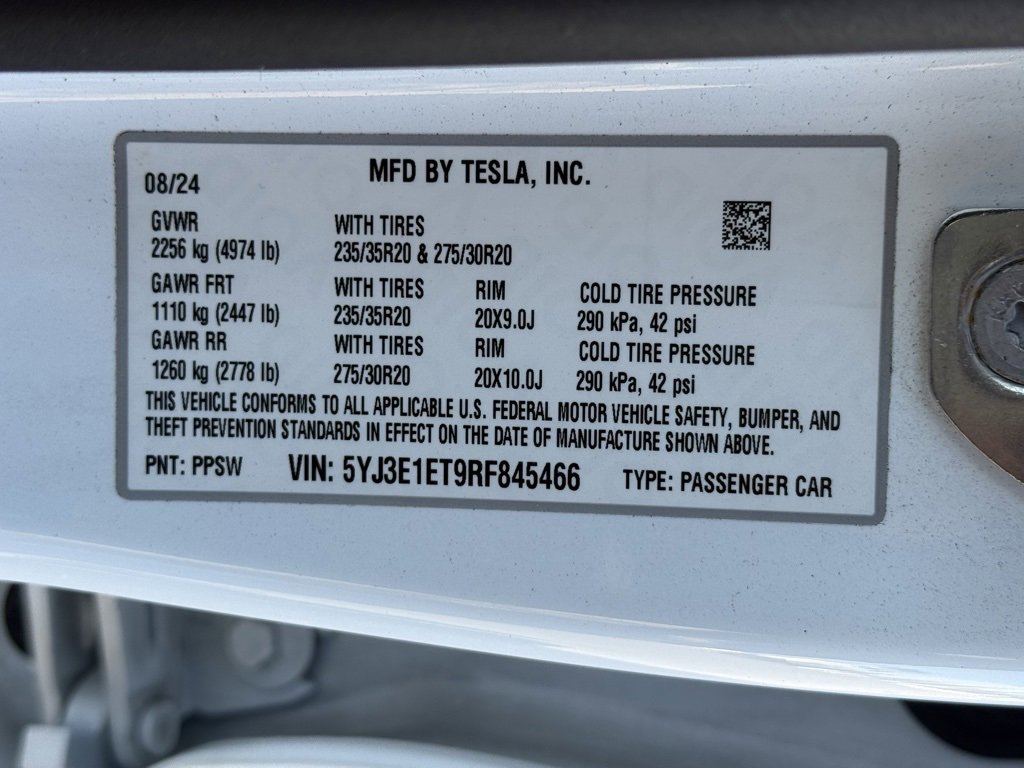 MFD BY TESLA, INC.
08/24
GVWR WITH TIRES
2256 kg (4974 lb) 235/35R20 & 275/30R20
GAWR FRT WITH TIRES RIM COLD TIRE PRESSURE
1110 kg (2447 lb) 235/35R20 20X9.0J 290 kPa, 42 psi
GAWR RR WITH TIRES RIM COLD TIRE PRESSURE
1260 kg (2778 lb) 275/30R20 20X10.0J 290 kPa, 42 psi
THIS VEHICLE CONFORMS TO ALL APPLICABLE U.S. FEDERAL MOTOR VEHICLE SAFETY, BUMPER, AND
THEFT PREVENTION STANDARDS IN EFFECT ON THE DATE OF MANUFACTURE SHOWN ABOVE.
PNT: PPSW VIN: 5YJ3E1ET9RF845466 TYPE: PASSENGER CAR